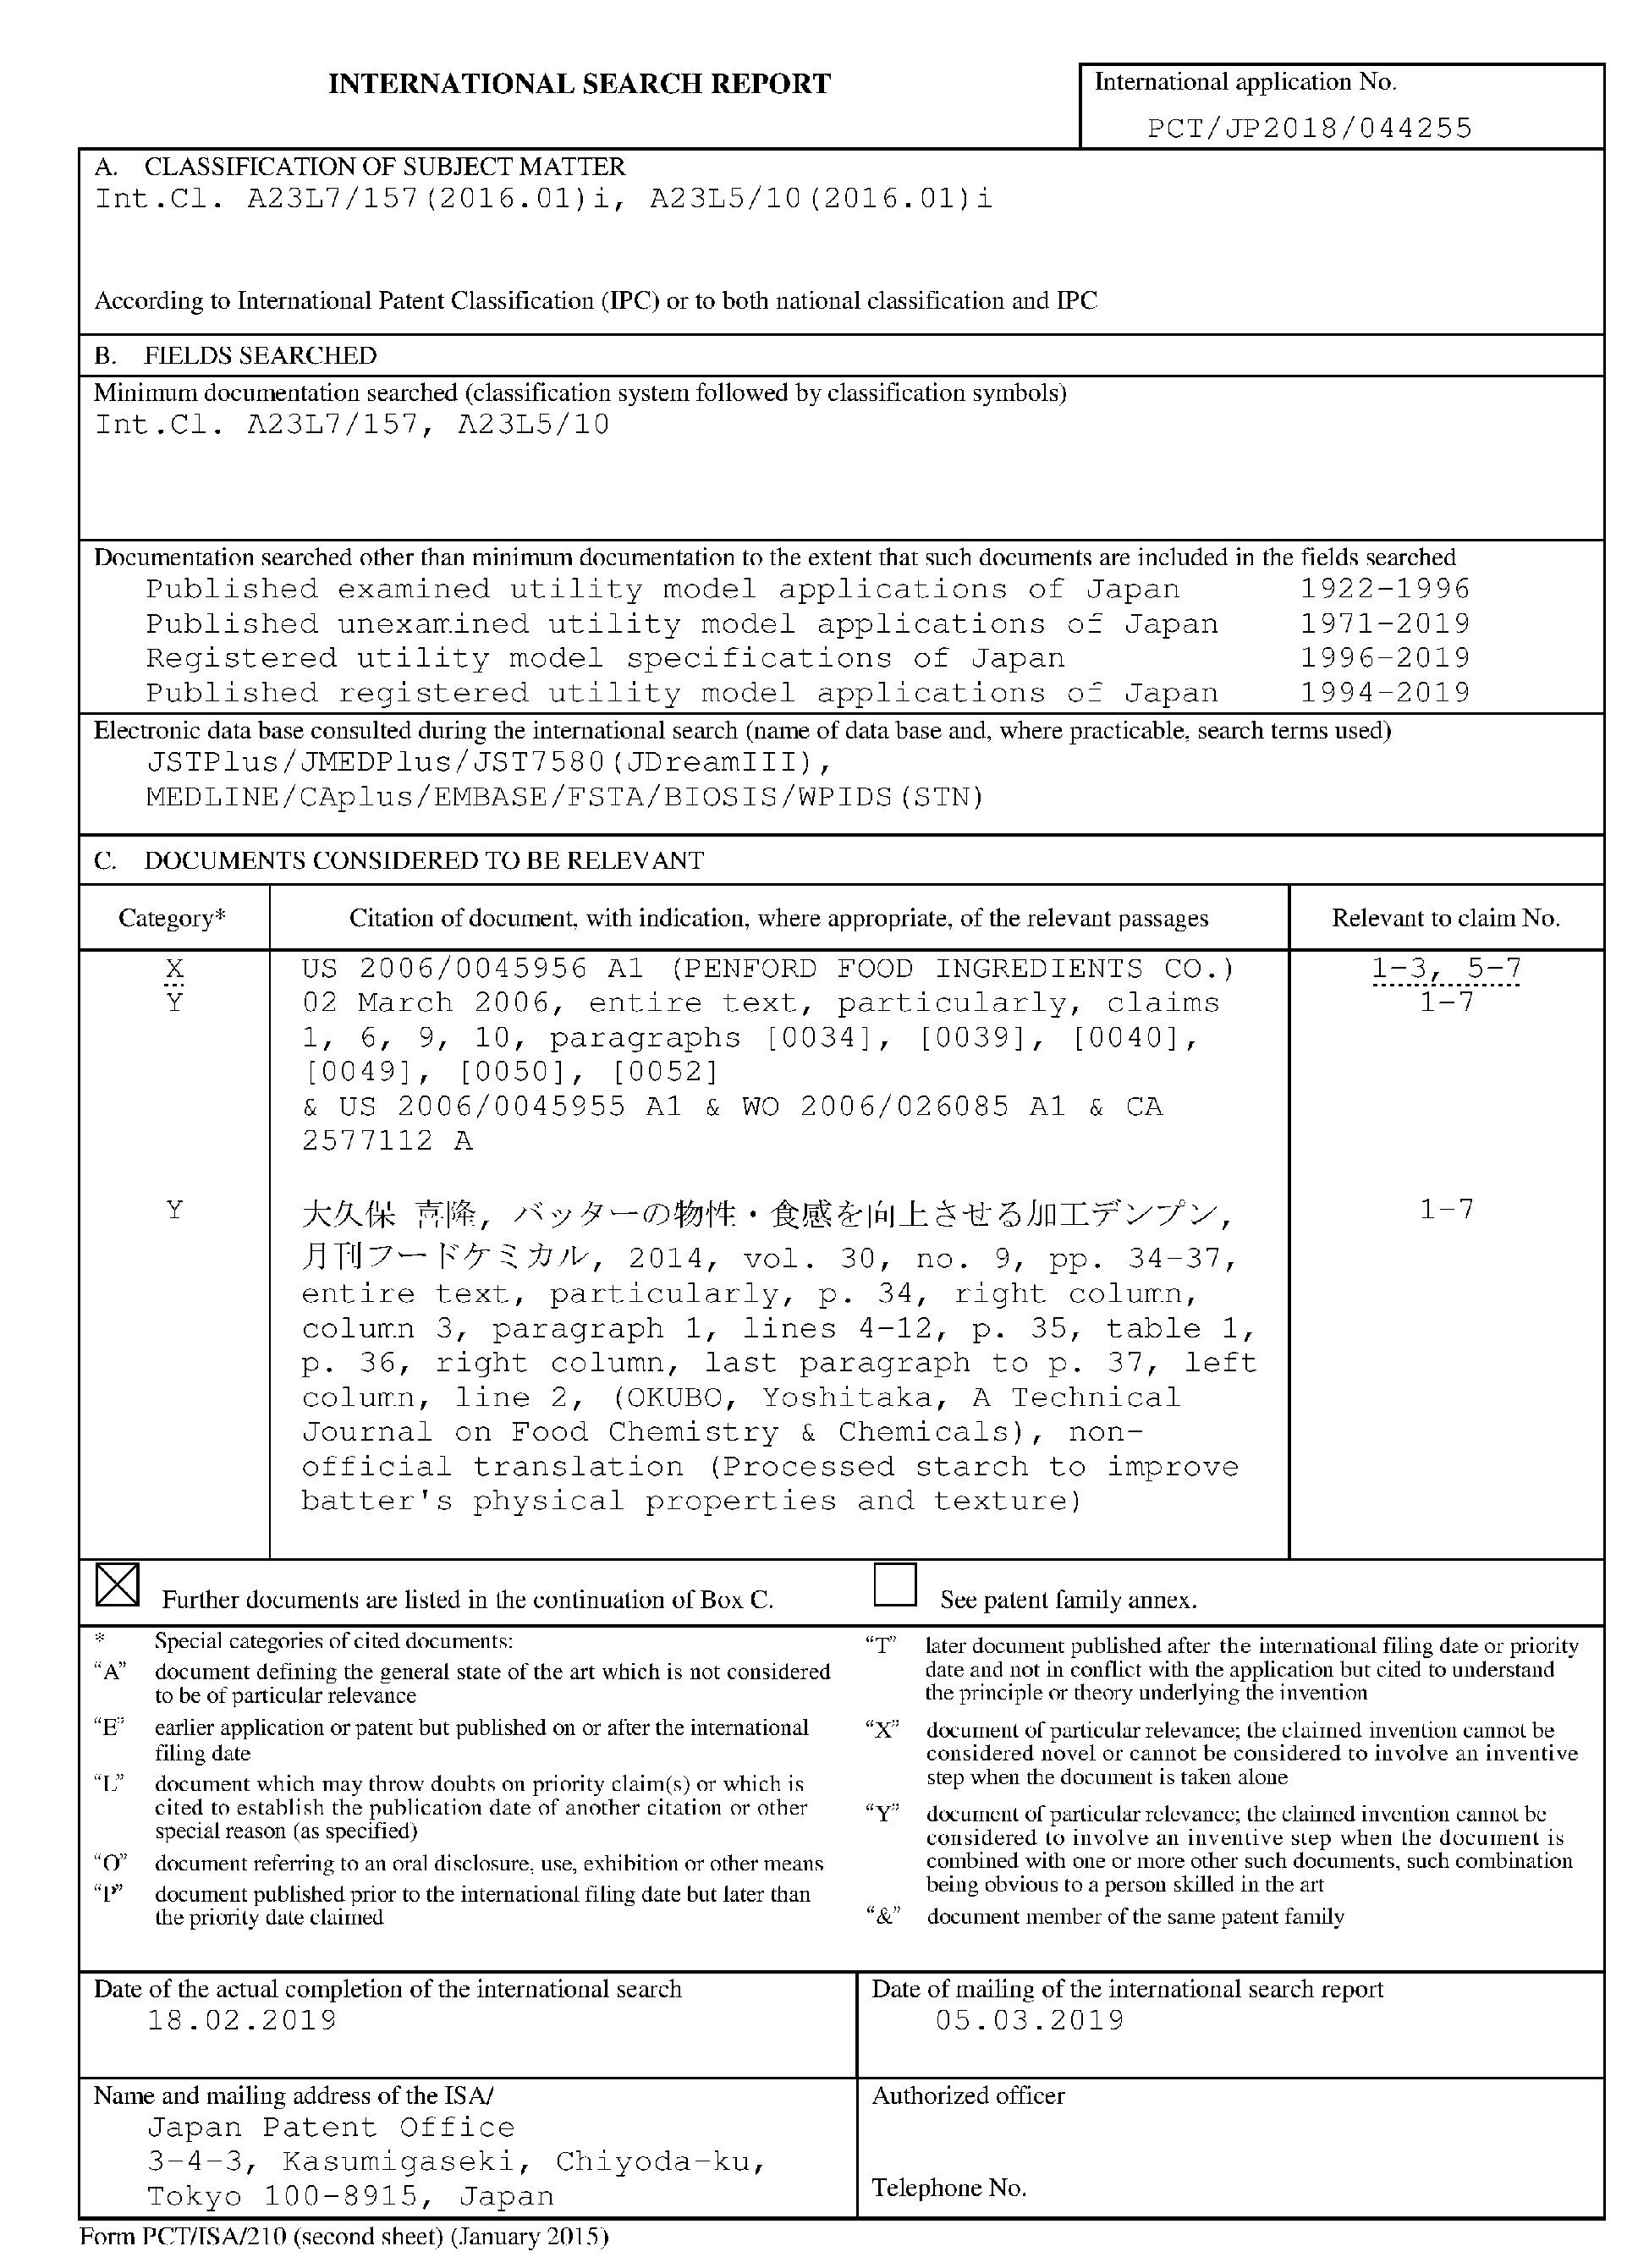 INTERNATIONAL SEARCH REPORT
International application No.
PCT/JP2018/044255
A. CLASSIFICATION OF SUBJECT MATTER
Int.Cl. A23L7/157(2016.01)i, A23L5/10(2016.01)i
According to International Patent Classification (IPC) or to both national classification and IPC
B. FIELDS SEARCHED
Minimum documentation searched (classification system followed by classification symbols)
Int.Cl. A23L7/157, A23L5/10
Documentation searched other than minimum documentation to the extent that such documents are included in the fields searched
Published examined utility model applications of Japan 1922-1996
Published unexamined utility model applications of Japan 1971-2019
Registered utility model specifications of Japan 1996-2019
Published registered utility model applications of Japan 1994-2019
Electronic data base consulted during the international search (name of data base and, where practicable, search terms used)
JSTPlus/JMEDPlus/JST7580(JDreamIII),
MEDLINE/CAplus/EMBASE/FSTA/BIOSIS/WPIDS(STN)
C. DOCUMENTS CONSIDERED TO BE RELEVANT
Category* Citation of document, with indication, where appropriate, of the relevant passages Relevant to claim No.
X US 2006/0045956 A1 (PENFORD FOOD INGREDIENTS CO.) 1-3, 5-7
Y 02 March 2006, entire text, particularly, claims 1-7
1, 6, 9, 10, paragraphs [0034], [0039], [0040],
[0049], [0050], [0052]
& US 2006/0045955 A1 & WO 2006/026085 A1 & CA
2577112 A
Y 大久保 喜隆, バッターの物性・食感を向上させる加工デンプン, 1-7
月刊フードケミカル, 2014, vol. 30, no. 9, pp. 34-37,
entire text, particularly, p. 34, right column,
column 3, paragraph 1, lines 4-12, p. 35, table 1,
p. 36, right column, last paragraph to p. 37, left
column, line 2, (OKUBO, Yoshitaka, A Technical
Journal on Food Chemistry & Chemicals), non-
official translation (Processed starch to improve
batter's physical properties and texture)
Further documents are listed in the continuation of Box C.
See patent family annex.
* Special categories of cited documents:
“A” document defining the general state of the art which is not considered
to be of particular relevance
“E” earlier application or patent but published on or after the international
filing date
“L” document which may throw doubts on priority claim(s) or which is
cited to establish the publication date of another citation or other
special reason (as specified)
“O” document referring to an oral disclosure, use, exhibition or other means
“P” document published prior to the international filing date but later than
the priority date claimed
“T” later document published after the international filing date or priority
date and not in conflict with the application but cited to understand
the principle or theory underlying the invention
“X” document of particular relevance; the claimed invention cannot be
considered novel or cannot be considered to involve an inventive
step when the document is taken alone
“Y” document of particular relevance; the claimed invention cannot be
considered to involve an inventive step when the document is
combined with one or more other such documents, such combination
being obvious to a person skilled in the art
“&” document member of the same patent family
Date of the actual completion of the international search
18.02.2019
Date of mailing of the international search report
05.03.2019
Name and mailing address of the ISA/
Japan Patent Office
3-4-3, Kasumigaseki, Chiyoda-ku,
Tokyo 100-8915, Japan
Authorized officer
Telephone No.
Form PCT/ISA/210 (second sheet) (January 2015)